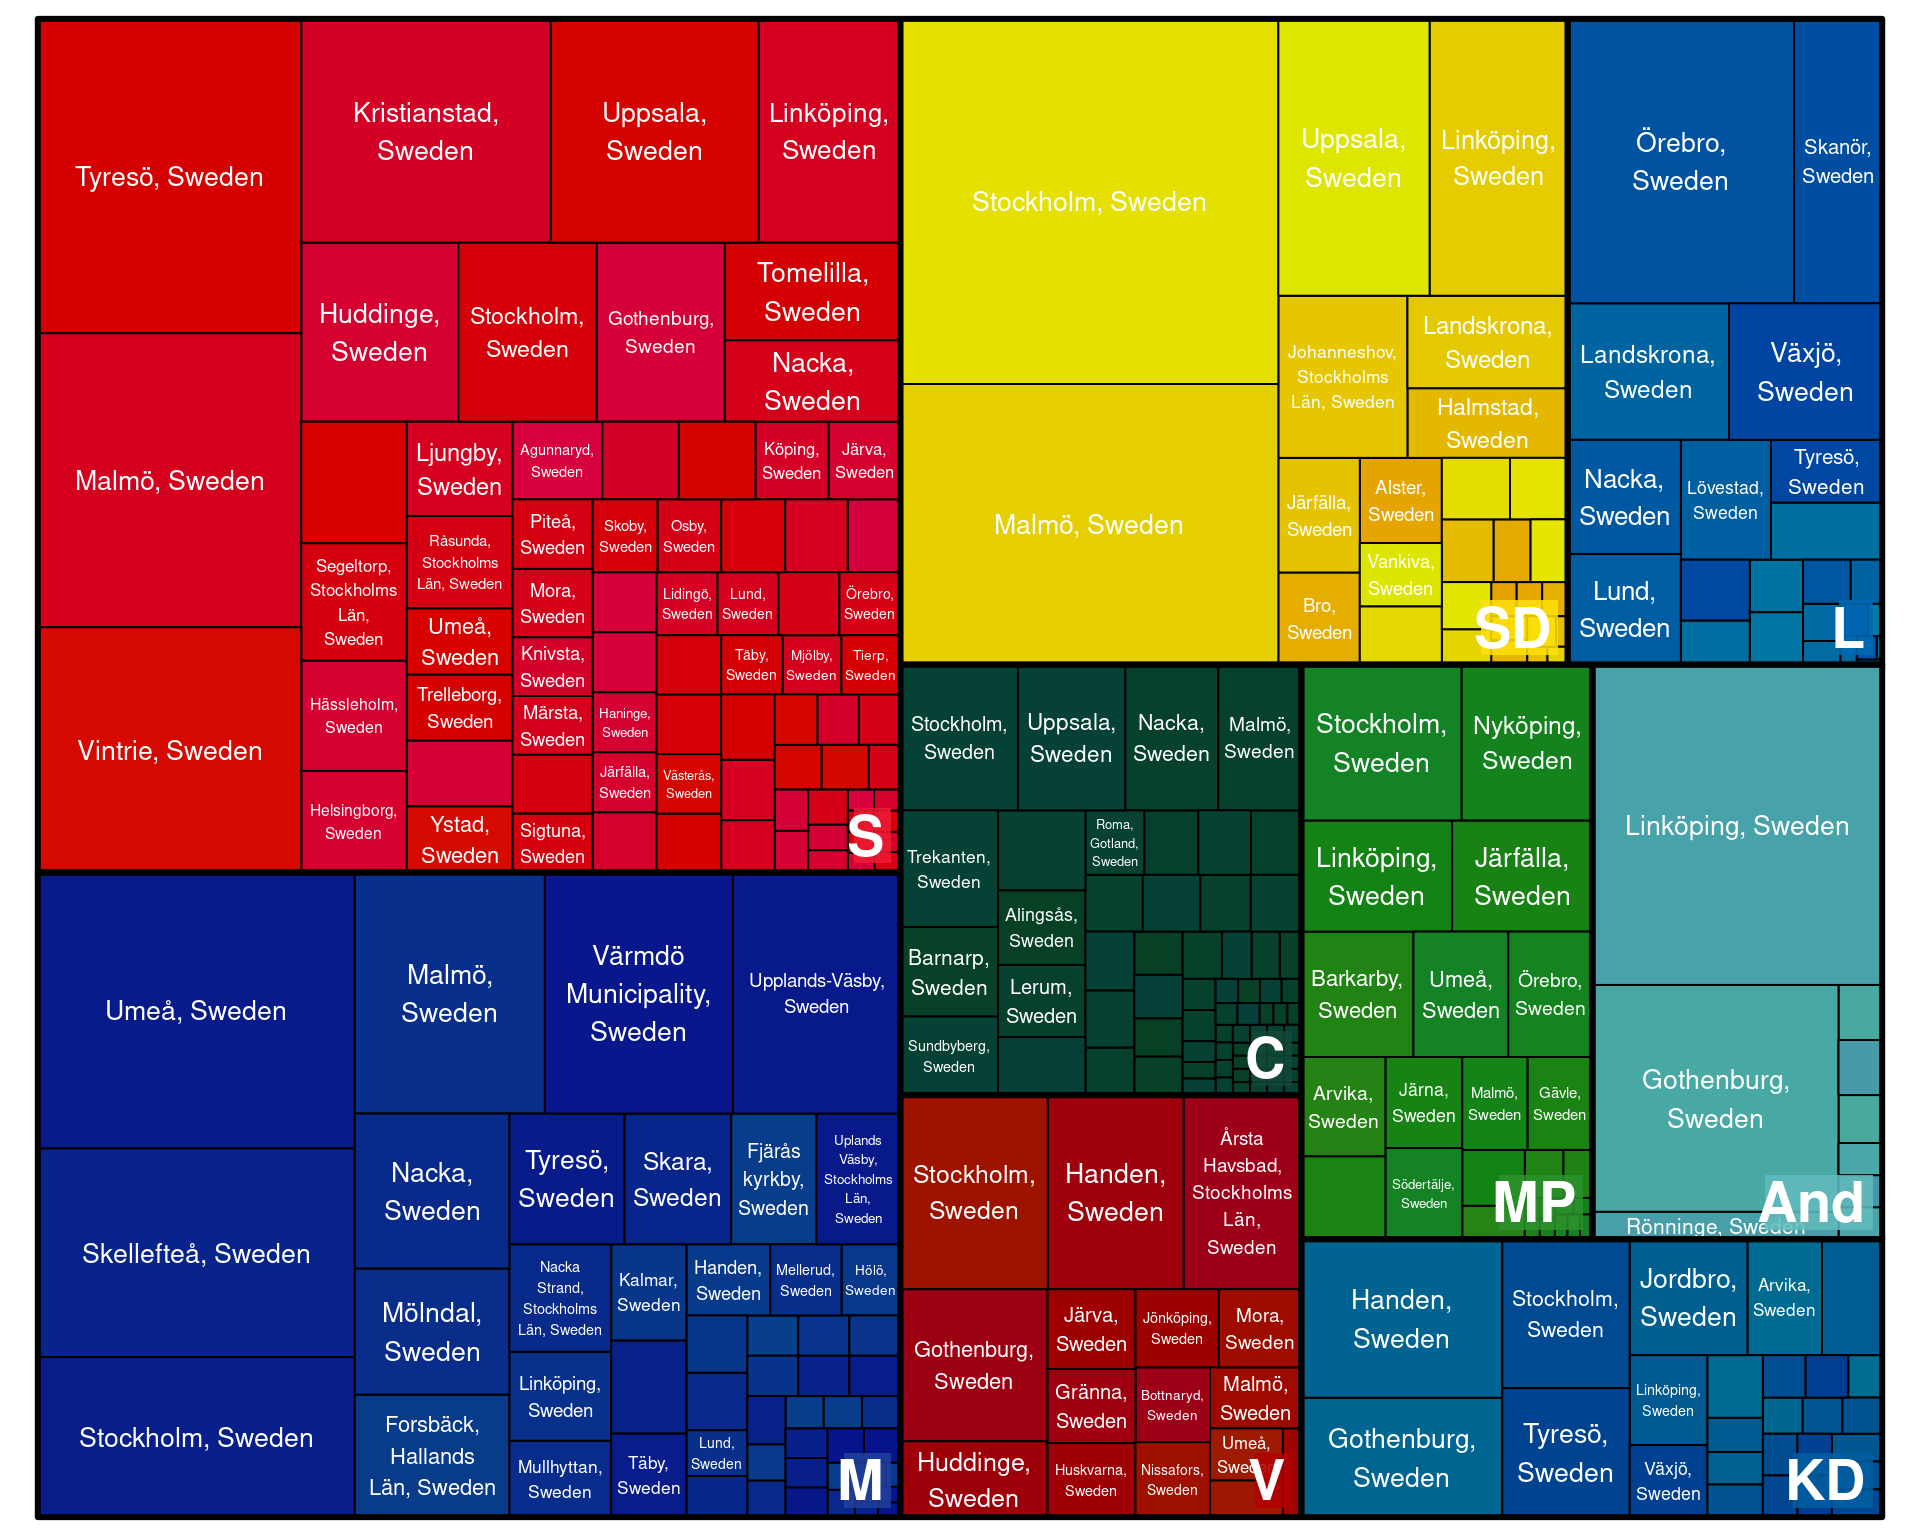 Tyresö, Sweden
Malmö, Sweden
Vintrie, Sweden
Kristianstad,
Sweden
Uppsala,
Sweden
Linköping,
Sweden
Huddinge,
Sweden
Stockholm,
Sweden
Gothenburg,
Sweden
Tomelilla,
Sweden
Nacka,
Sweden
Segeltorp,
Stockholms
Län,
Sweden
Hässleholm,
Sweden
Helsingborg,
Sweden
Ljungby,
Sweden
Råsunda,
Stockholms
Län, Sweden
Umeå,
Sweden
Trelleborg,
Sweden
Ystad,
Sweden
Agunnaryd,
Sweden
Köping,
Sweden
Järva,
Sweden
Piteå,
Sweden
Mora,
Sweden
Knivsta,
Sweden
Märsta,
Sweden
Sigtuna,
Sweden
Skoby,
Sweden
Osby,
Sweden
Lidingö,
Sweden
Lund,
Sweden
Örebro,
Sweden
Haninge,
Sweden
Järfälla,
Sweden
Täby,
Sweden
Mjölby,
Sweden
Tierp,
Sweden
Västerås,
Sweden
S
Umeå, Sweden
Skellefteå, Sweden
Stockholm, Sweden
Malmö,
Sweden
Värmdö
Municipality,
Sweden
Upplands-Väsby,
Sweden
Nacka,
Sweden
Mölndal,
Sweden
Forsbäck,
Hallands
Län, Sweden
Tyresö,
Sweden
Skara,
Sweden
Fjärås
kyrkby,
Sweden
Uplands
Väsby,
Stockholms
Län,
Sweden
Nacka
Strand,
Stockholms
Län, Sweden
Linköping,
Sweden
Mullhyttan,
Sweden
Kalmar,
Sweden
Täby,
Sweden
Handen,
Sweden
Mellerud,
Sweden
Hölö,
Sweden
Lund,
Sweden
M
Stockholm, Sweden
Malmö, Sweden
Uppsala,
Sweden
Linköping,
Sweden
Johanneshov,
Stockholms
Län, Sweden
Landskrona,
Sweden
Halmstad,
Sweden
Järfälla,
Sweden
Bro,
Sweden
Alster,
Sweden
Vankiva,
Sweden
SD
Örebro,
Sweden
Skanör,
Sweden
Landskrona,
Sweden
Växjö,
Sweden
Nacka,
Sweden
Lund,
Sweden
Lövestad,
Sweden
Tyresö,
Sweden
L
Stockholm,
Sweden
Uppsala,
Sweden
Nacka,
Sweden
Malmö,
Sweden
Trekanten,
Sweden
Barnarp,
Sweden
Sundbyberg,
Sweden
Alingsås,
Sweden
Lerum,
Sweden
Roma,
Gotland,
Sweden
C
Stockholm,
Sweden
Handen,
Sweden
Årsta
Havsbad,
Stockholms
Län,
Sweden
Gothenburg,
Sweden
Huddinge,
Sweden
Järva,
Sweden
Jönköping,
Sweden
Mora,
Sweden
Gränna,
Sweden
Bottnaryd,
Sweden
Malmö,
Sweden
Huskvarna,
Sweden
Nissafors,
Sweden
Umeå,
Sweden
V
Stockholm,
Sweden
Nyköping,
Sweden
Linköping,
Sweden
Järfälla,
Sweden
Barkarby,
Sweden
Umeå,
Sweden
Örebro,
Sweden
Arvika,
Sweden
Järna,
Sweden
Malmö,
Sweden
Gävle,
Sweden
Södertälje,
Sweden
MP
Linköping, Sweden
Gothenburg,
Sweden
Rönninge, Sweden
And
Handen,
Sweden
Gothenburg,
Sweden
Stockholm,
Sweden
Tyresö,
Sweden
Jordbro,
Sweden
Arvika,
Sweden
Linköping,
Sweden
Växjö,
Sweden
KD